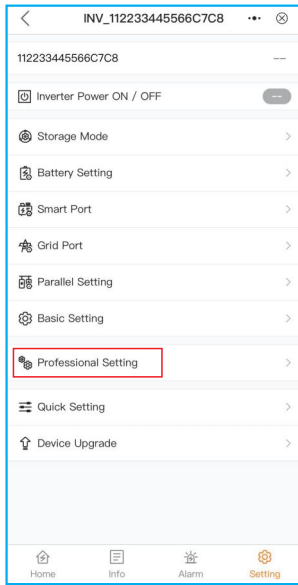 INV_112233445566C7C8
112233445566C7C8 --
Inverter Power ON / OFF --
Storage Mode
Battery Setting
Smart Port
Grid Port
Parallel Setting
Basic Setting
Professional Setting
Quick Setting
Device Upgrade
Home Info Alarm Setting